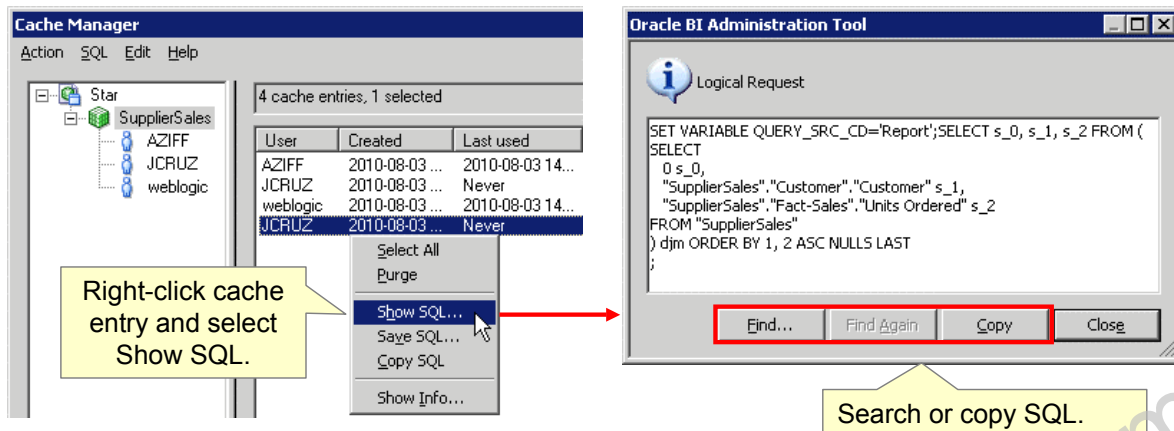 Cache Manager
Action SQL Edit Help
Star
SupplierSales
AZIFF
JCRUZ
weblogic
4 cache entries, 1 selected
User Created Last used
AZIFF 2010-08-03 ... 2010-08-03 14...
JCRUZ 2010-08-03 ... Never
weblogic 2010-08-03 ... 2010-08-03 14...
JCRUZ 2010-08-03 ... Never
Select All
Purge
Show SQL...
Save SQL...
Copy SQL
Show Info...
Right-click cache
entry and select
Show SQL.
Oracle BI Administration Tool
Logical Request
SET VARIABLE QUERY_SRC_CD='Report';SELECT s_0, s_1, s_2 FROM (
SELECT
0 s_0,
"SupplierSales"."Customer"."Customer" s_1,
"SupplierSales"."Fact-Sales"."Units Ordered" s_2
FROM "SupplierSales"
) djm ORDER BY 1, 2 ASC NULLS LAST
;
Find... Find Again Copy Close
Search or copy SQL.